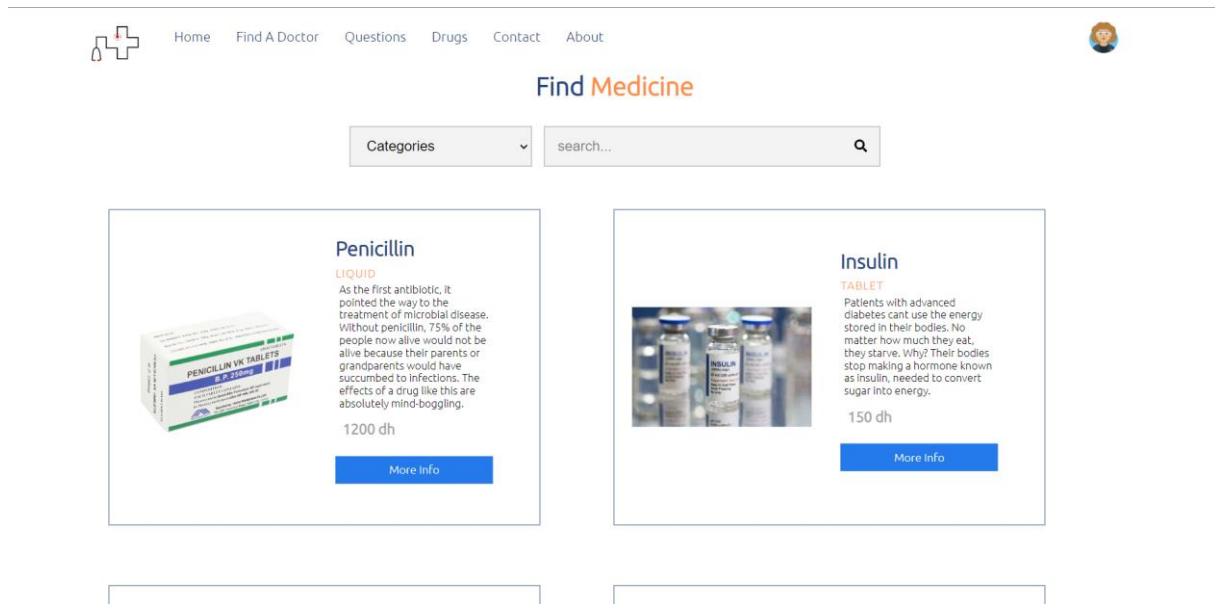 Home Find A Doctor Questions Drugs Contact About
Find Medicine
Categories
search...
Penicillin
LIQUID
As the first antibiotic, it
pointed the way to the
treatment of microbial disease.
Without penicillin, 75% of the
people now alive would not be
alive because their parents or
grandparents would have
succumbed to infections. The
effects of a drug like this are
absolutely mind-boggling.
1200 dh
More Info
PENICILLIN VK TABLETS
B.P. 250mg
Insulin
TABLET
Patients with advanced
diabetes cant use the energy
stored in their bodies. No
matter how much they eat,
they starve. Why? Their bodies
stop making a hormone known
as insulin, needed to convert
sugar into energy.
150 dh
More Info
INSULIN